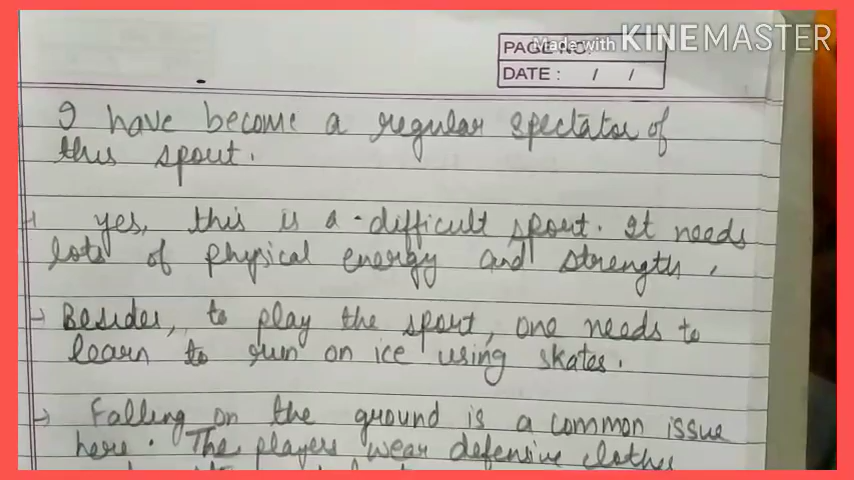 PAGE NO.
Made with KINEMASTER
DATE : / /
I have become a regular spectator of
this sport.
→ yes, this is a difficult sport. It needs
lots of physical energy and strength,
→ Besides, to play the sport, one needs to
learn to run on ice using skates.
→ Falling on the ground is a common issue
here. The players wear defensive clothes